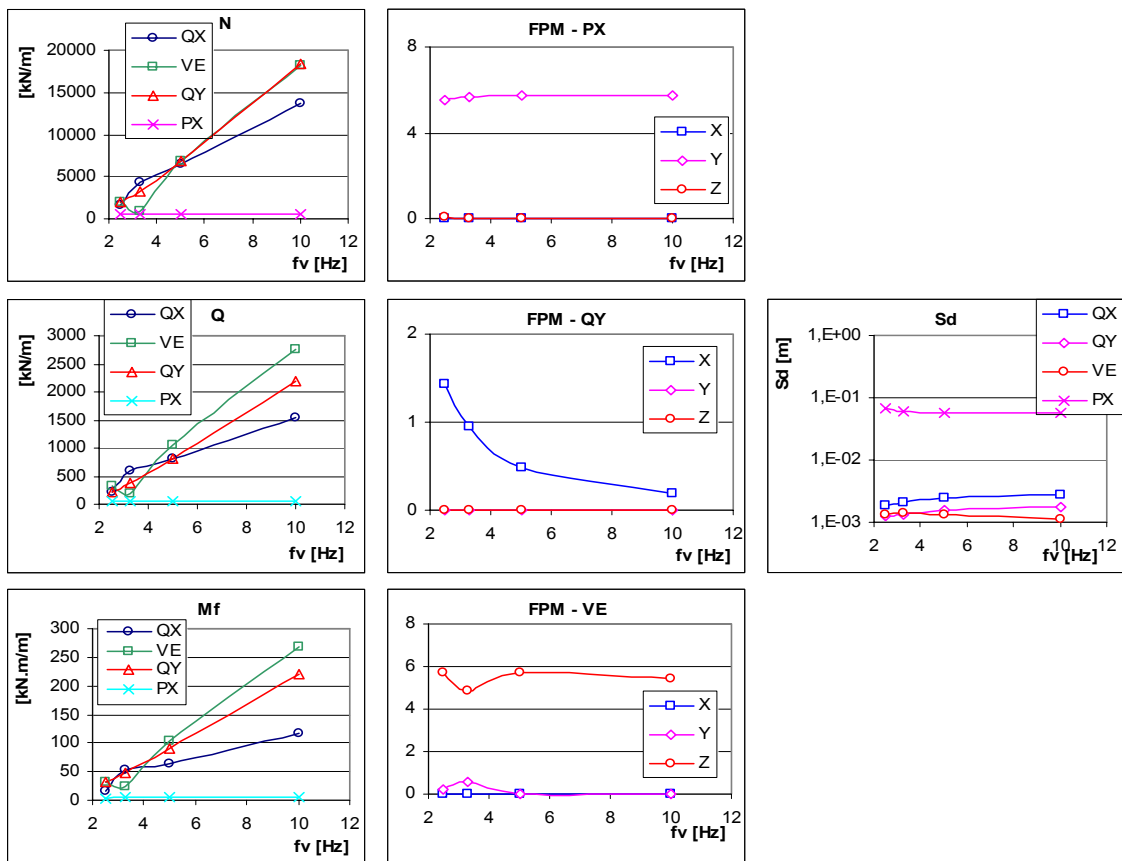 N
[kN/m]
20000
15000
10000
5000
0
QX
VE
QY
PX
2 4 6 8 10 12
fv [Hz]
FPM - PX
8
4
0
X
Y
Z
2 4 6 8 10 12
fv [Hz]
Q
[kN/m]
3000
2500
2000
1500
1000
500
0
QX
VE
QY
PX
2 4 6 8 10 12
fv [Hz]
FPM - QY
2
1
0
X
Y
Z
2 4 6 8 10 12
fv [Hz]
Sd
Sd [m]
1,E+00
1,E-01
1,E-02
1,E-03
QX
QY
VE
PX
2 4 6 8 10 12
fv [Hz]
Mf
[kN.m/m]
300
250
200
150
100
50
0
QX
VE
QY
PX
2 4 6 8 10 12
fv [Hz]
FPM - VE
8
6
4
2
0
X
Y
Z
2 4 6 8 10 12
fv [Hz]